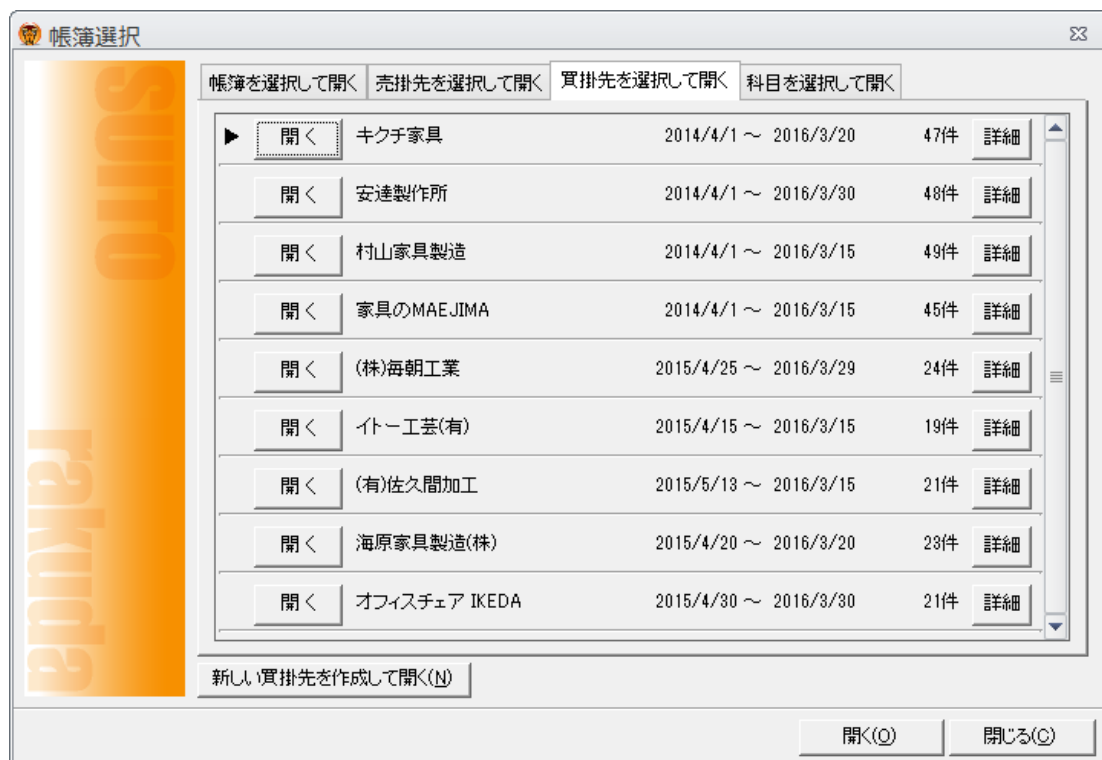 帳簿選択
SUITO
rakuda
帳簿を選択して開く 売掛先を選択して開く 買掛先を選択して開く 科目を選択して開く
開く キクチ家具 2014/4/1～ 2016/3/20 47件 詳細
開く 安達製作所 2014/4/1～ 2016/3/30 48件 詳細
開く 村山家具製造 2014/4/1～ 2016/3/15 49件 詳細
開く 家具のMAEJIMA 2014/4/1～ 2016/3/15 45件 詳細
開く (株)毎朝工業 2015/4/25～ 2016/3/29 24件 詳細
開く イトー工芸(有) 2015/4/15～ 2016/3/15 19件 詳細
開く (有)佐久間加工 2015/5/13～ 2016/3/15 21件 詳細
開く 海原家具製造(株) 2015/4/20～ 2016/3/20 23件 詳細
開く オフィスチェア IKEDA 2015/4/30～ 2016/3/30 21件 詳細
新しい買掛先を作成して開く(N)
開く(O) 閉じる(C)